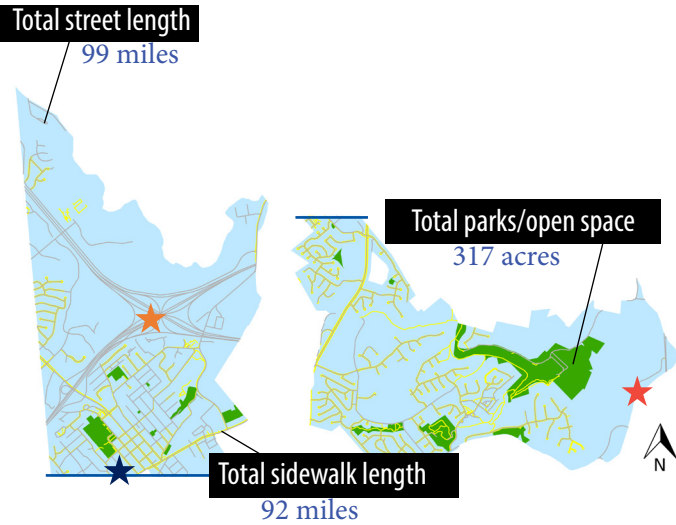 Total street length
99 miles
Total parks/open space
317 acres
Total sidewalk length
92 miles
N